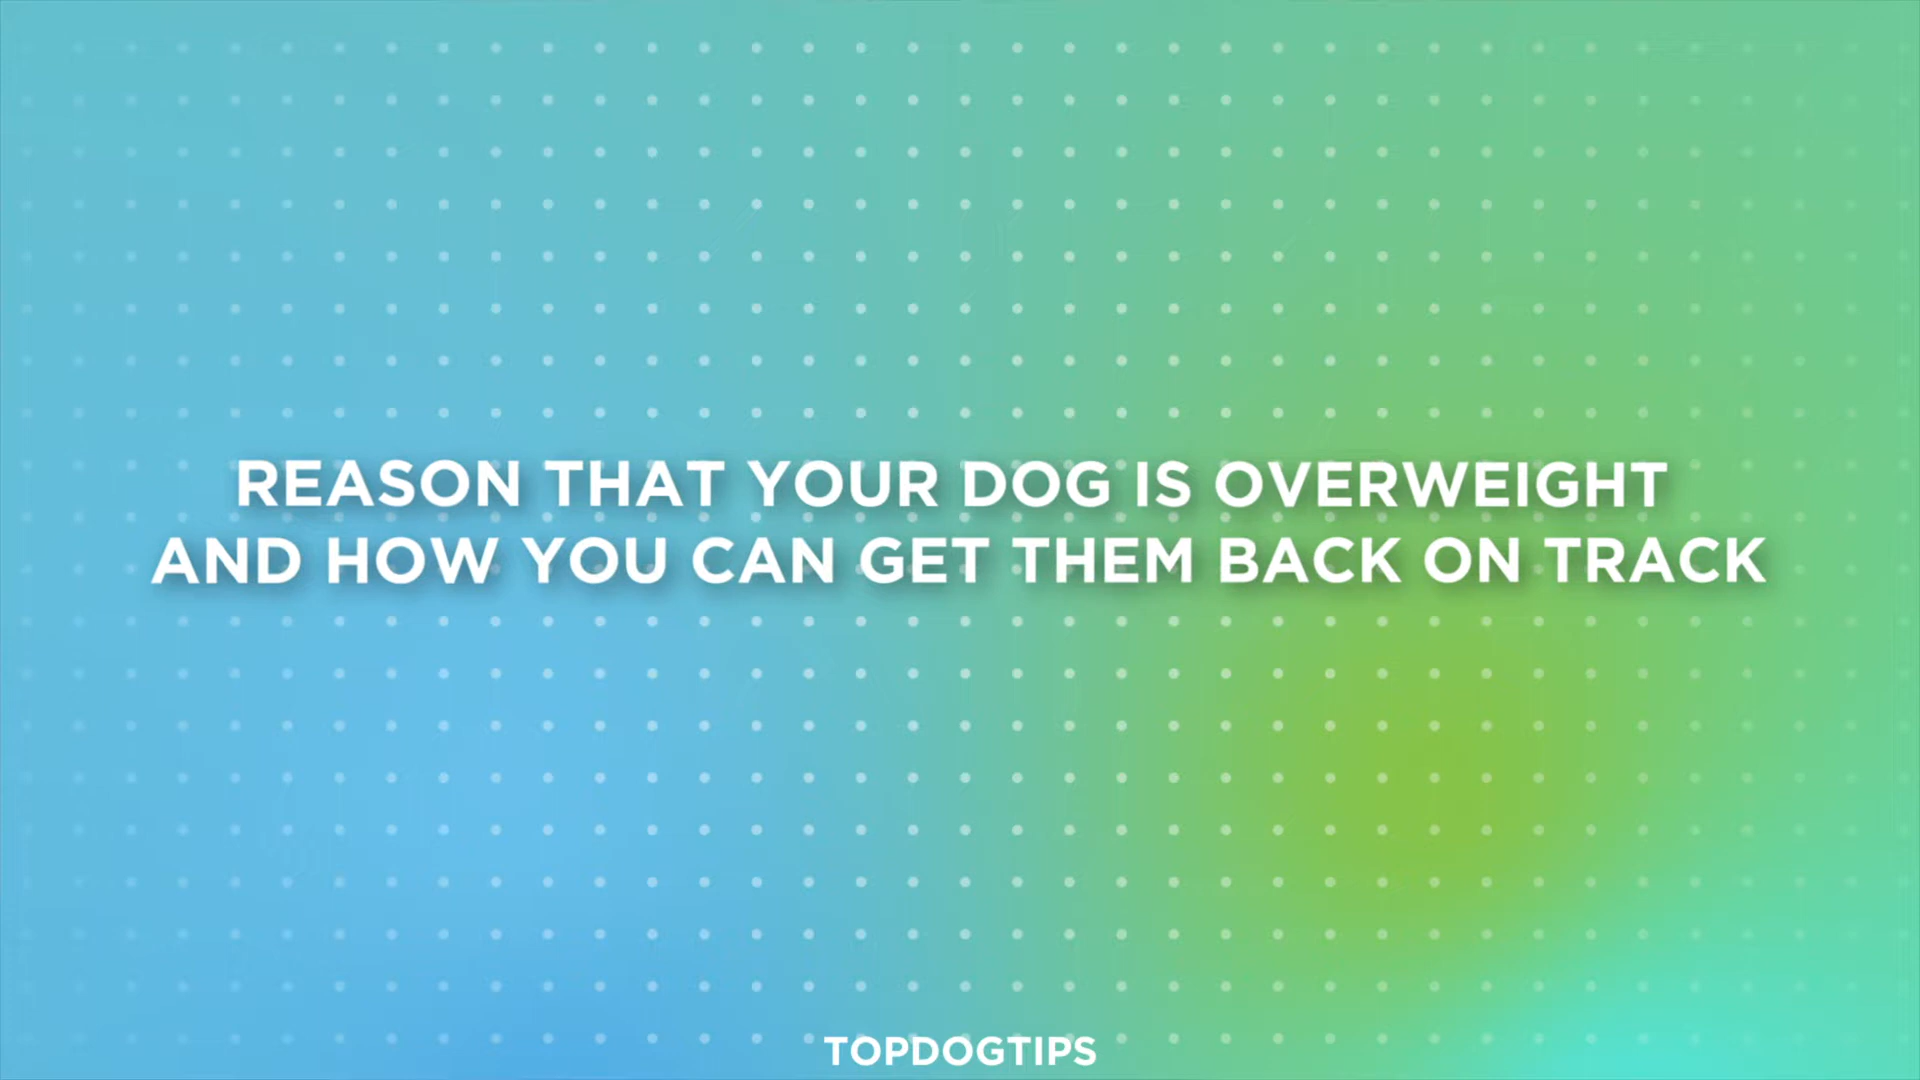 REASON THAT YOUR DOG IS OVERWEIGHT
AND HOW YOU CAN GET THEM BACK ON TRACK
TOPDOGTIPS